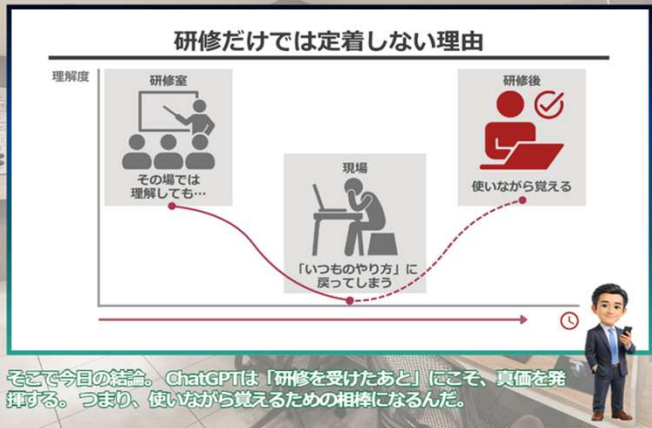 研修だけでは定着しない理由
理解度
研修室
その場では
理解しても…
現場
「いつものやり方」に
戻ってしまう
研修後
使いながら覚える
そこで今日の結論。 ChatGPTは「研修を受けたあと」にこそ、真価を発
揮する。 つまり、使いながら覚えるための相棒になるんだ。